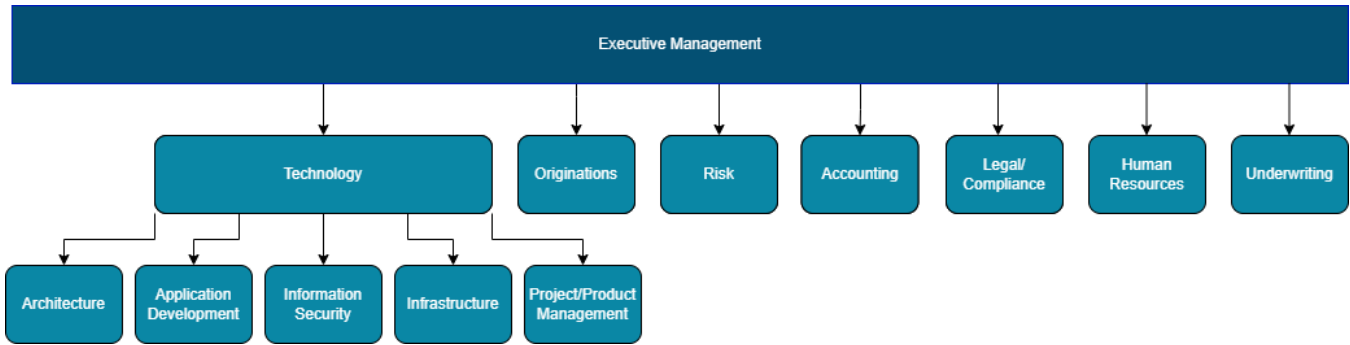 Executive Management
Technology
Originations
Risk
Accounting
Legal/
Compliance
Human
Resources
Underwriting
Architecture
Application
Development
Information
Security
Infrastructure
Project/Product
Management